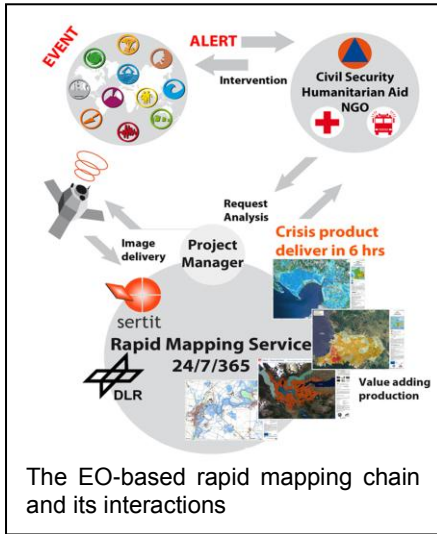 EVENT
ALERT
Intervention
Civil Security
Humanitarian Aid
NGO
Request
Analysis
Image
delivery
Project
Manager
Crisis product
deliver in 6 hrs
sertit
Rapid Mapping Service
24/7/365
DLR
Value adding
production
The EO-based rapid mapping chain
and its interactions